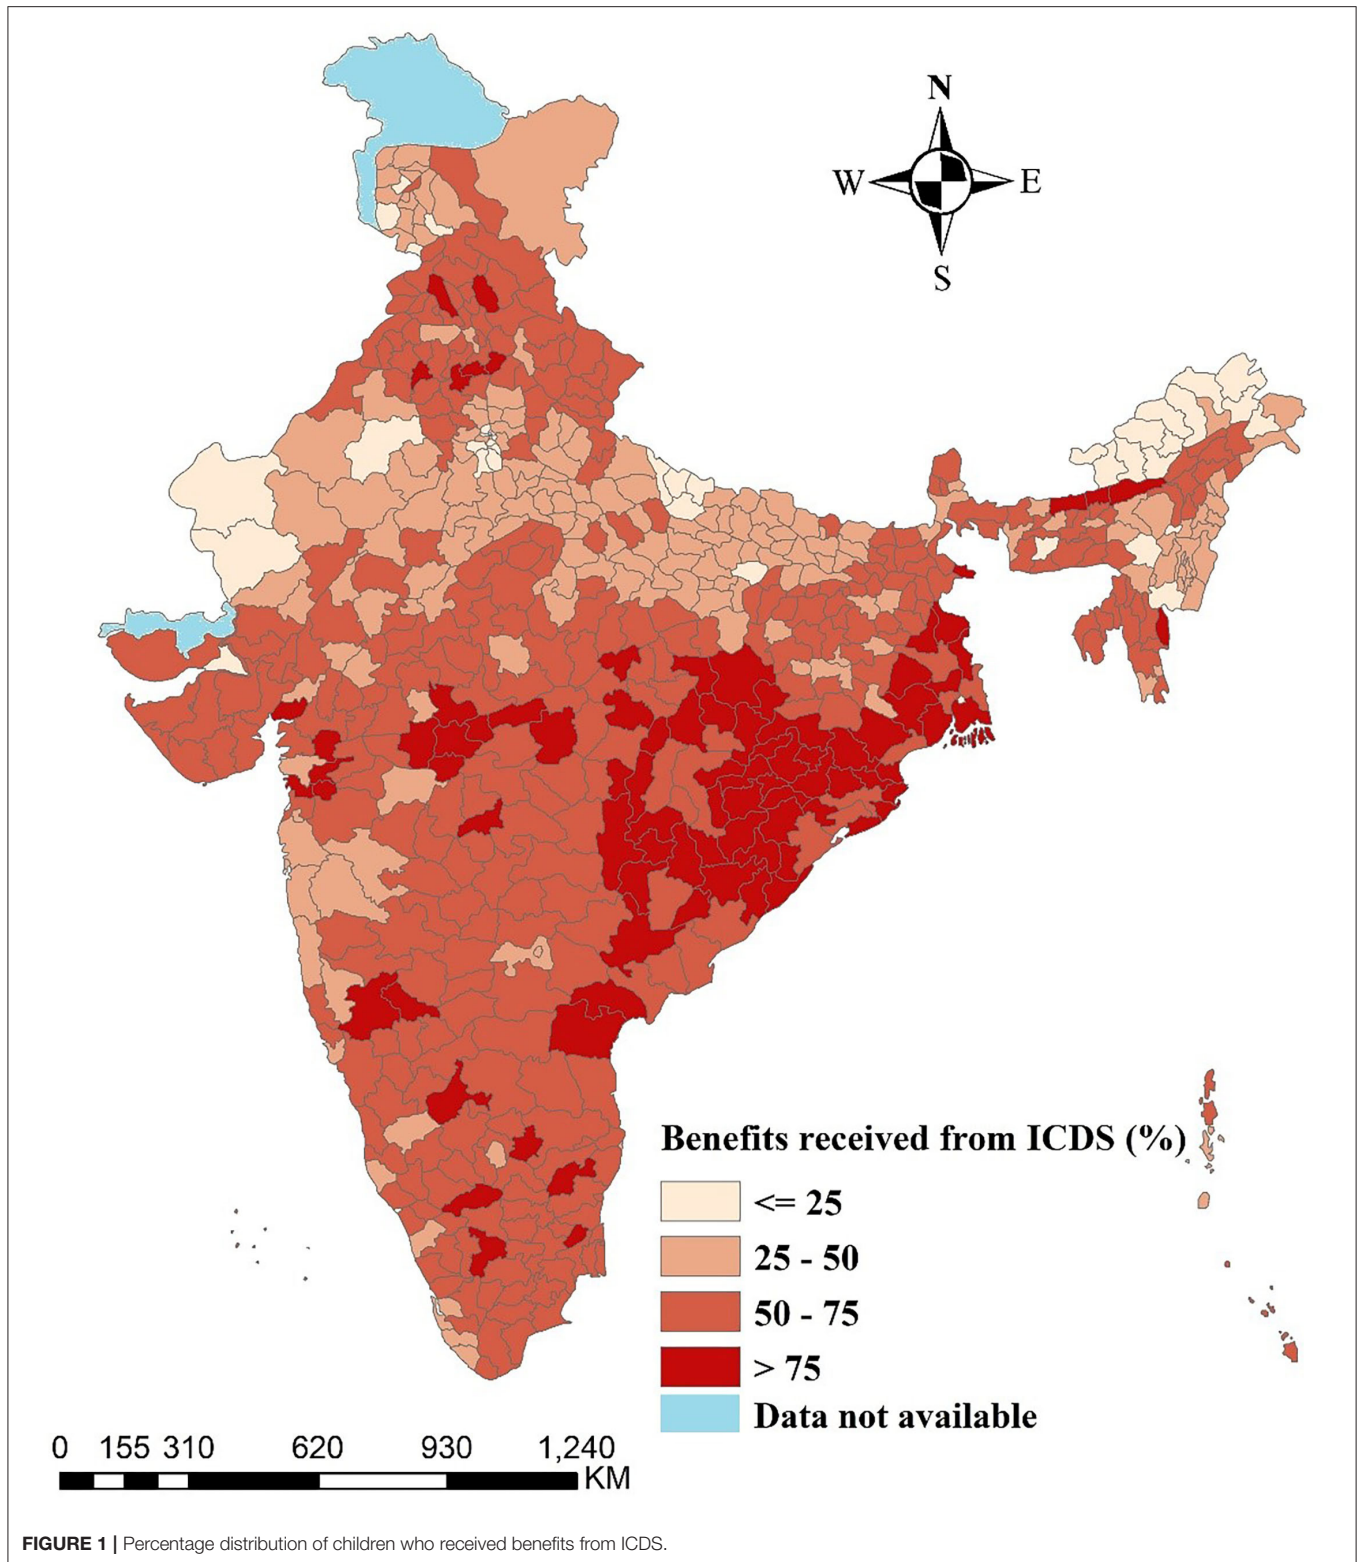 N
W
E
S
Benefits received from ICDS (%)
<= 25
25 - 50
50 - 75
> 75
Data not available
0 155 310 620 930 1,240
KM
FIGURE 1 | Percentage distribution of children who received benefits from ICDS.